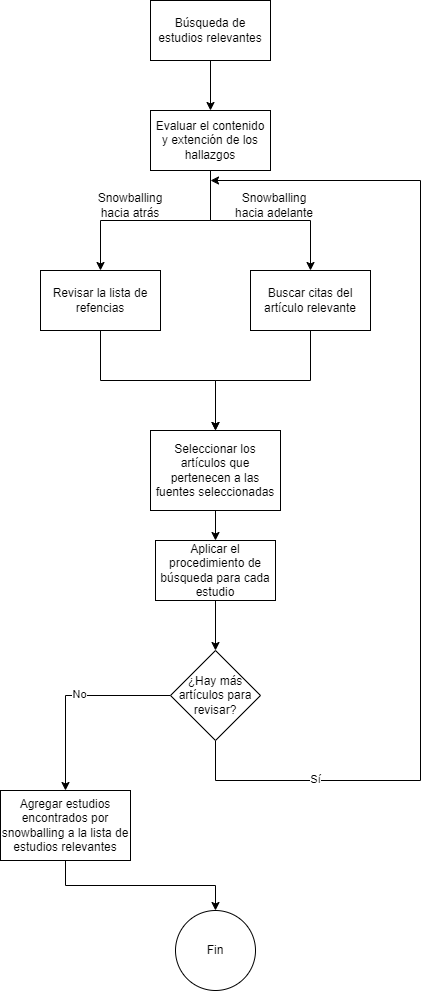 Búsqueda de
estudios relevantes
Evaluar el contenido
y extención de los
hallazgos
Snowballing
hacia atrás
Snowballing
hacia adelante
Revisar la lista de
refencias
Buscar citas del
artículo relevante
Seleccionar los
artículos que
pertenecen a las
fuentes seleccionadas
Aplicar el
procedimiento de
búsqueda para cada
estudio
¿Hay más
artículos para
revisar?
No
Sí
Agregar estudios
encontrados por
snowballing a la lista de
estudios relevantes
Fin